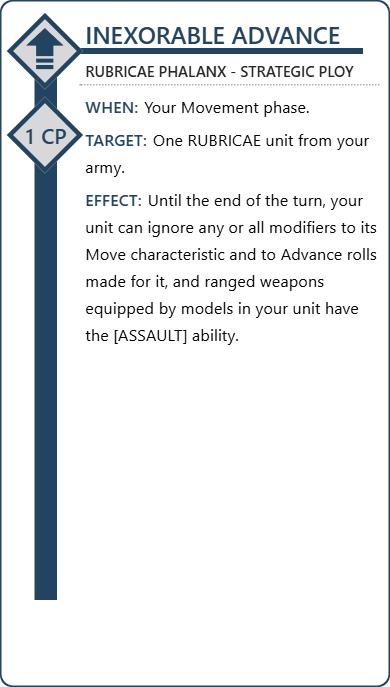 INEXORABLE ADVANCE
RUBRICAE PHALANX - STRATEGIC PLOY
WHEN: Your Movement phase.
1 CP
TARGET: One RUBRICAE unit from your
army.
EFFECT: Until the end of the turn, your
unit can ignore any or all modifiers to its
Move characteristic and to Advance rolls
made for it, and ranged weapons
equipped by models in your unit have
the [ASSAULT] ability.